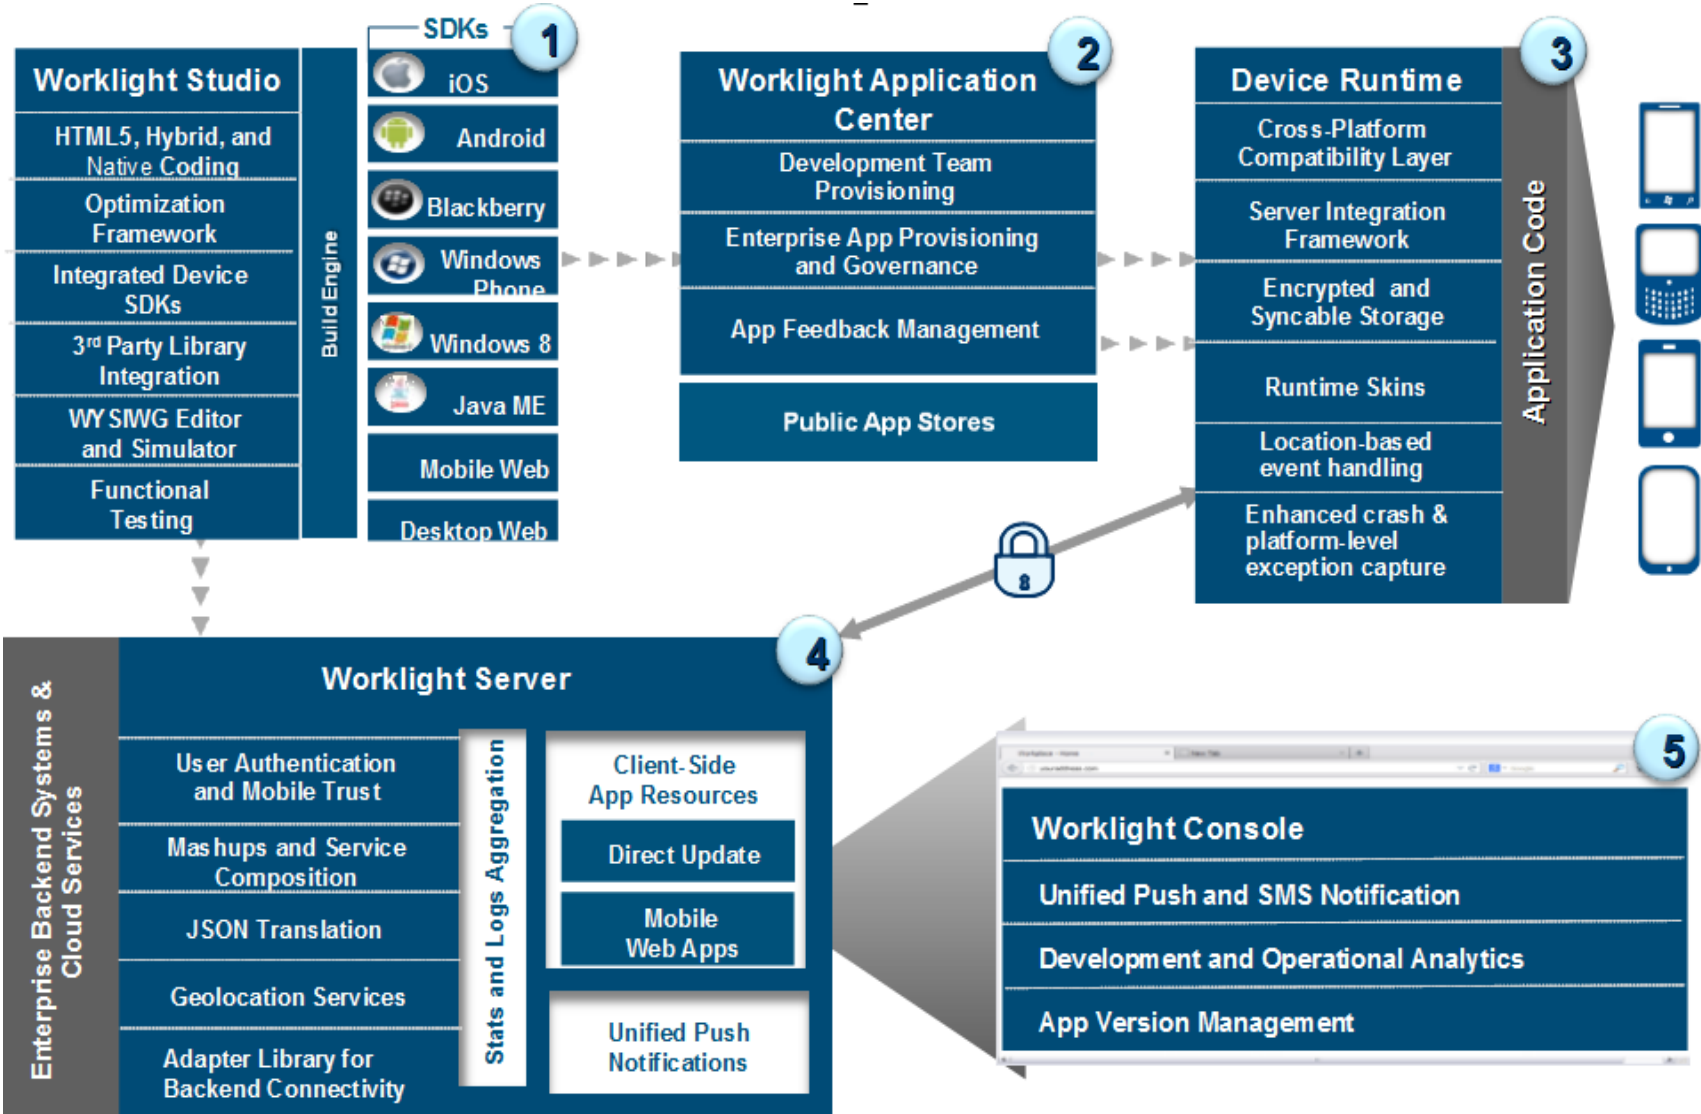 SDKs
1
Worklight Studio
HTML5, Hybrid, and
Native Coding
Optimization
Framework
Integrated Device
SDKs
3rd Party Library
Integration
WYSIWG Editor
and Simulator
Functional
Testing
Build Engine
iOS
Android
Blackberry
Windows
Phone
Windows 8
Java ME
Mobile Web
Desktop Web
2
Worklight Application
Center
Development Team
Provisioning
Enterprise App Provisioning
and Governance
App Feedback Management
Public App Stores
3
Device Runtime
Cross-Platform
Compatibility Layer
Server Integration
Framework
Encrypted and
Syncable Storage
Runtime Skins
Location-based
event handling
Enhanced crash &
platform-level
exception capture
Application Code
4
Enterprise Backend Systems &
Cloud Services
Worklight Server
User Authentication
and Mobile Trust
Mashups and Service
Composition
JSON Translation
Geolocation Services
Adapter Library for
Backend Connectivity
Stats and Logs Aggregation
Client-Side
App Resources
Direct Update
Mobile
Web Apps
Unified Push
Notifications
5
New Tab
Worklight Console
Unified Push and SMS Notification
Development and Operational Analytics
App Version Management